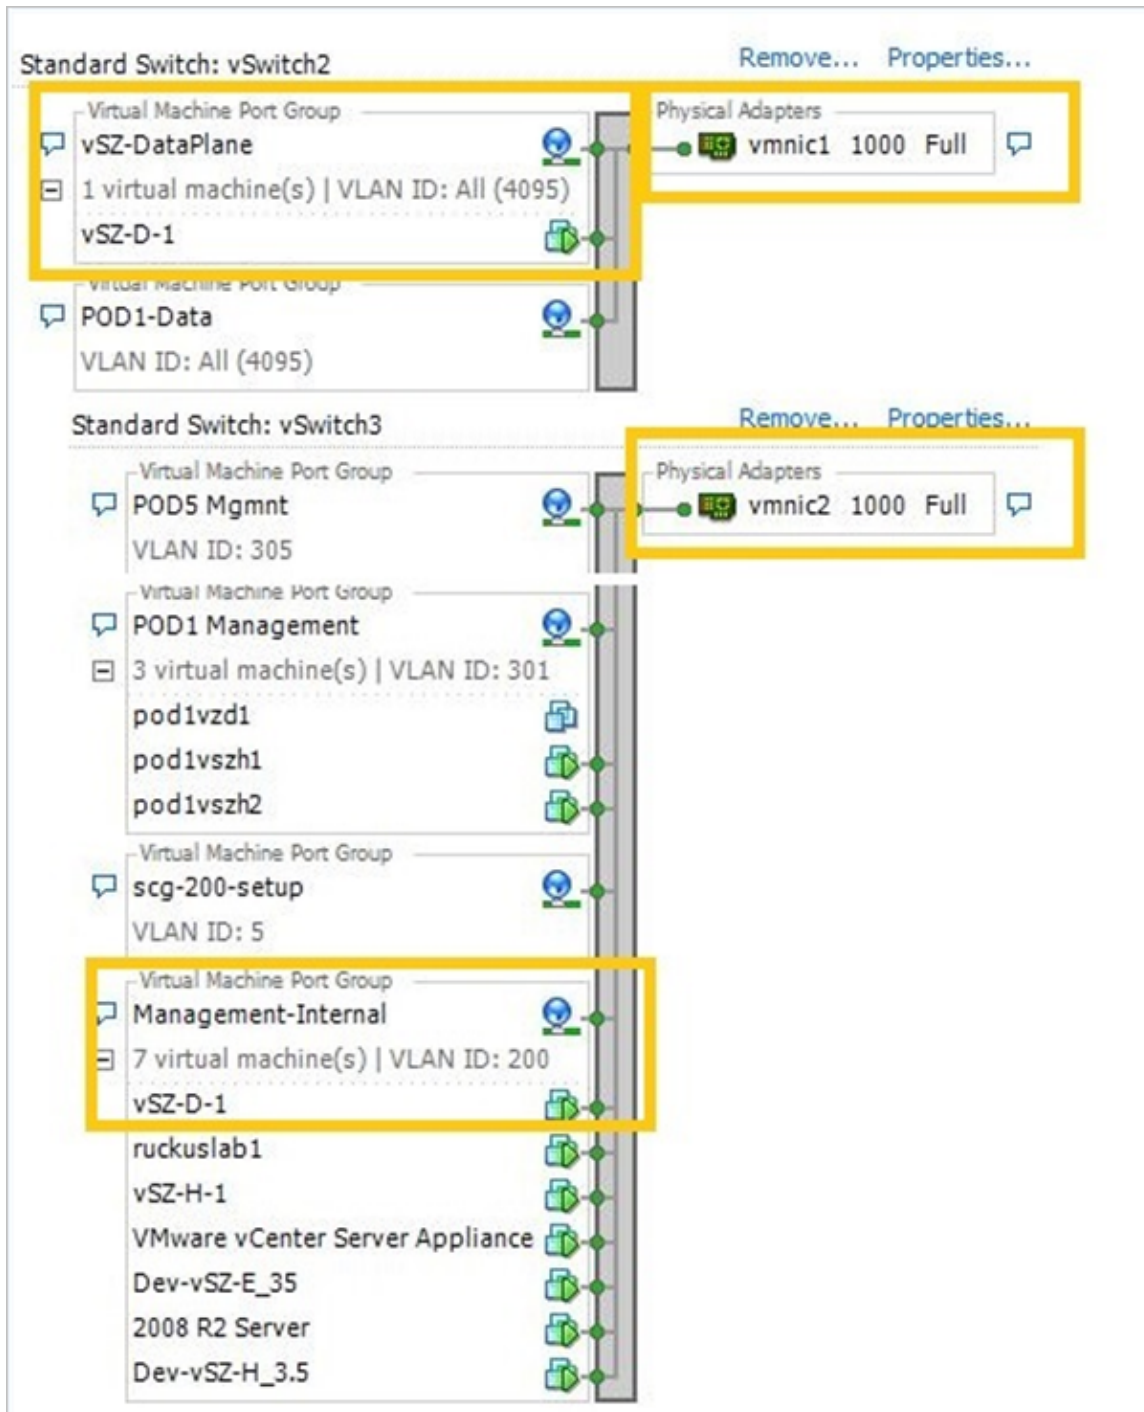 Standard Switch: vSwitch2 Remove... Properties...
Virtual Machine Port Group Physical Adapters
vSZ-DataPlane vmnic1 1000 Full
1 virtual machine(s) | VLAN ID: All (4095)
vSZ-D-1
Virtual Machine Port Group
POD1-Data
VLAN ID: All (4095)
Standard Switch: vSwitch3 Remove... Properties...
Virtual Machine Port Group Physical Adapters
POD5 Mgmnt vmnic2 1000 Full
VLAN ID: 305
Virtual Machine Port Group
POD1 Management
3 virtual machine(s) | VLAN ID: 301
pod1vzd1
pod1vszh1
pod1vszh2
Virtual Machine Port Group
scg-200-setup
VLAN ID: 5
Virtual Machine Port Group
Management-Internal
7 virtual machine(s) | VLAN ID: 200
vSZ-D-1
ruckuslab1
vSZ-H-1
VMware vCenter Server Appliance
Dev-vSZ-E_35
2008 R2 Server
Dev-vSZ-H_3.5